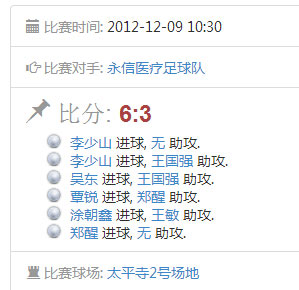 比赛时间: 2012-12-09 10:30
比赛对手: 永信医疗足球队
比分: 6:3
李少山 进球, 无 助攻.
李少山 进球, 王国强 助攻.
吴东 进球, 王国强 助攻.
覃锐 进球, 郑醒 助攻.
涂朝鑫 进球, 王敏 助攻.
郑醒 进球, 无 助攻.
比赛球场: 太平寺2号场地